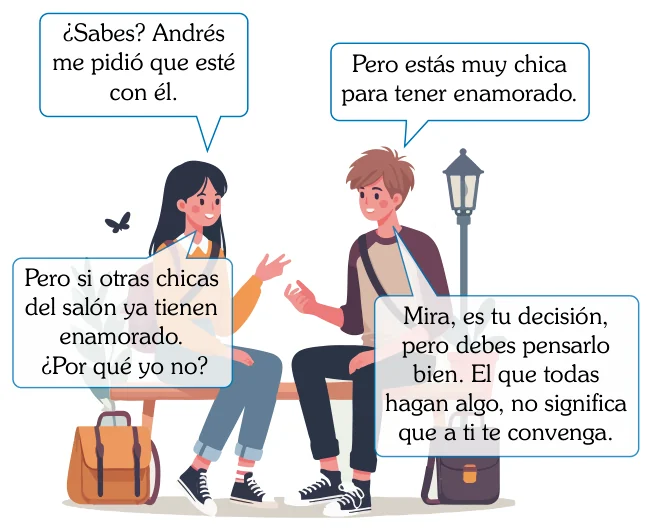 ¿Sabes? Andrés
me pidió que esté
con él.
Pero estás muy chica
para tener enamorado.
Pero si otras chicas
del salón ya tienen
enamorado.
¿Por qué yo no?
Mira, es tu decisión,
pero debes pensarlo
bien. El que todas
hagan algo, no significa
que a ti te convenga.